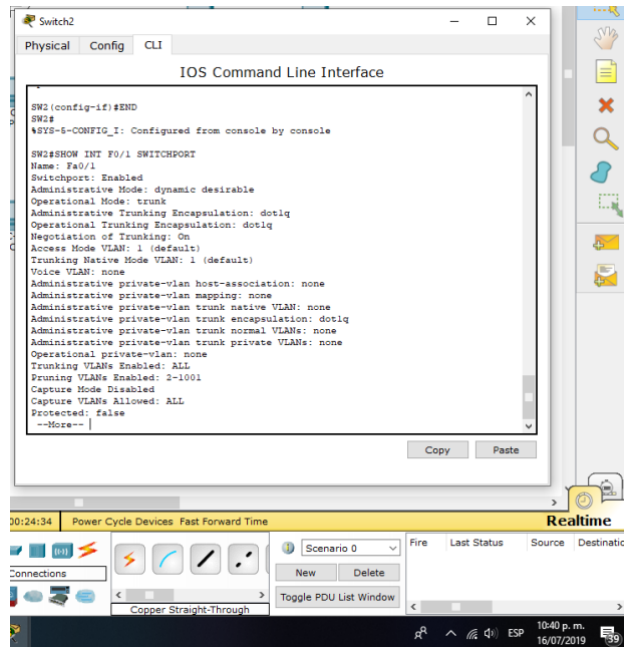 Switch2
Physical Config CLI
IOS Command Line Interface
SW2(config-if)#END
SW2#
%SYS-5-CONFIG_I: Configured from console by console
SW2#SHOW INT F0/1 SWITCHPORT
Name: Fa0/1
Switchport: Enabled
Administrative Mode: dynamic desirable
Operational Mode: trunk
Administrative Trunking Encapsulation: dot1q
Operational Trunking Encapsulation: dot1q
Negotiation of Trunking: On
Access Mode VLAN: 1 (default)
Trunking Native Mode VLAN: 1 (default)
Voice VLAN: none
Administrative private-vlan host-association: none
Administrative private-vlan mapping: none
Administrative private-vlan trunk native VLAN: none
Administrative private-vlan trunk encapsulation: dot1q
Administrative private-vlan trunk normal VLANs: none
Administrative private-vlan trunk private VLANs: none
Operational private-vlan: none
Trunking VLANs Enabled: ALL
Pruning VLANs Enabled: 2-1001
Capture Mode Disabled
Capture VLANs Allowed: ALL
Protected: false
--More--
Copy Paste
00:24:34 Power Cycle Devices Fast Forward Time Realtime
Scenario 0
Fire Last Status Source Destinatic
Connections
New Delete
Toggle PDU List Window
Copper Straight-Through
ESP
10:40 p. m.
16/07/2019
39